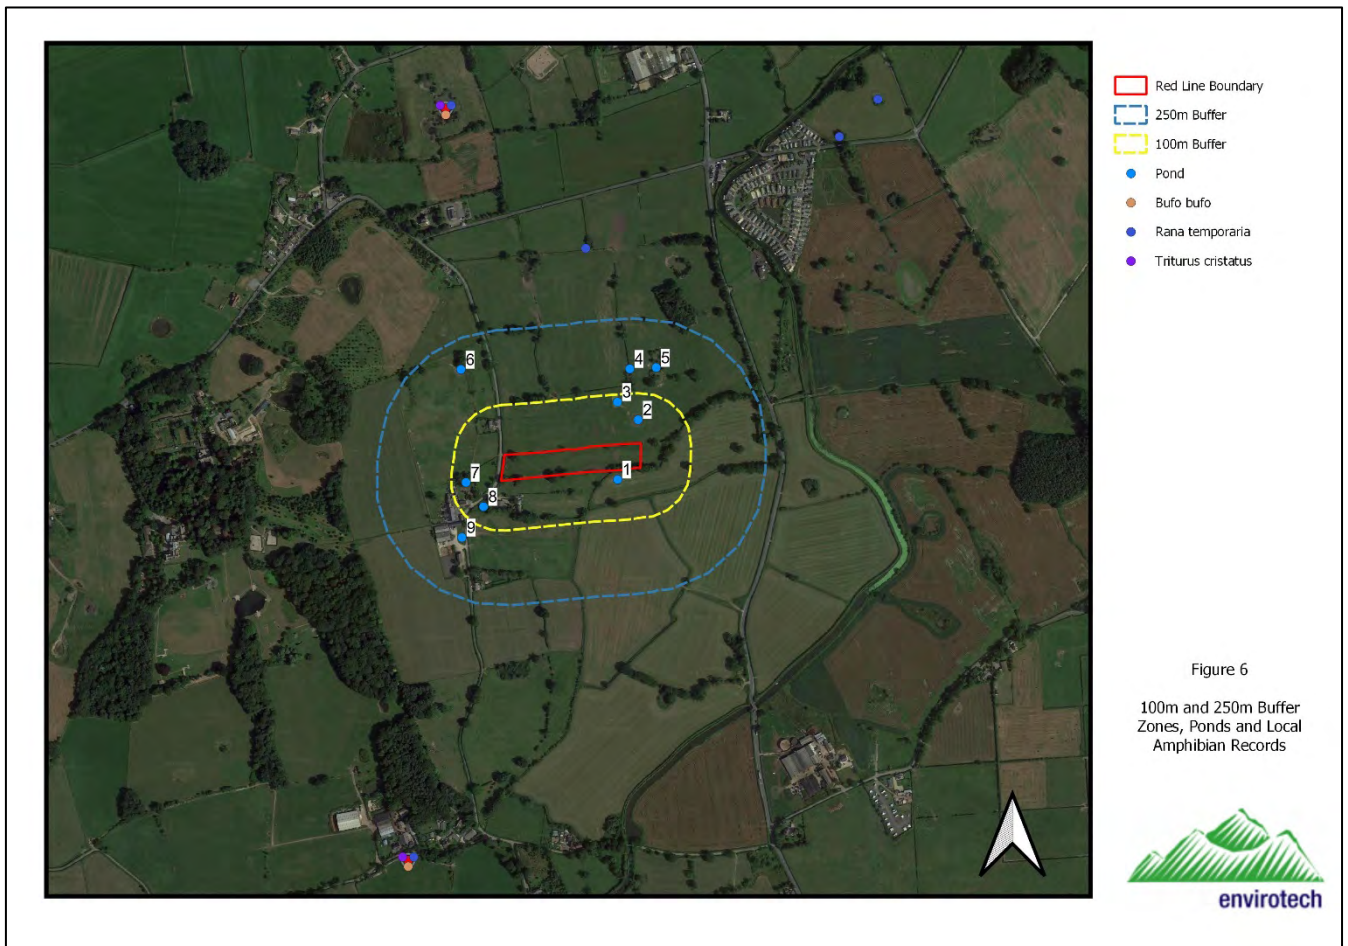 Red Line Boundary
250m Buffer
100m Buffer
Pond
Bufo bufo
Rana temporaria
Triturus cristatus
6
4
5
3
2
7
1
8
9
Figure 6
100m and 250m Buffer
Zones, Ponds and Local
Amphibian Records
envirotech